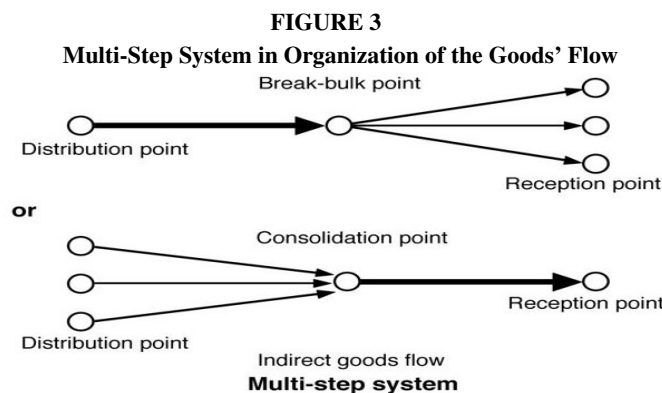 FIGURE 3
Multi-Step System in Organization of the Goods' Flow
Break-bulk point
Distribution point
Reception point
or
Consolidation point
Distribution point
Reception point
Indirect goods flow
Multi-step system